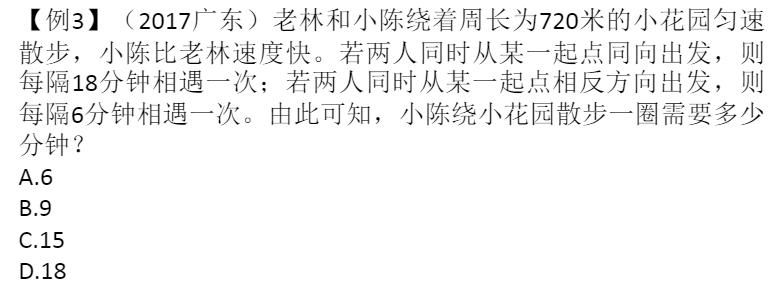 【例3】（2017广东）老林和小陈绕着周长为720米的小花园匀速
散步，小陈比老林速度快。若两人同时从某一起点同向出发，则
每隔18分钟相遇一次；若两人同时从某一起点相反方向出发，则
每隔6分钟相遇一次。由此可知，小陈绕小花园散步一圈需要多少
分钟？
A.6
B.9
C.15
D.18